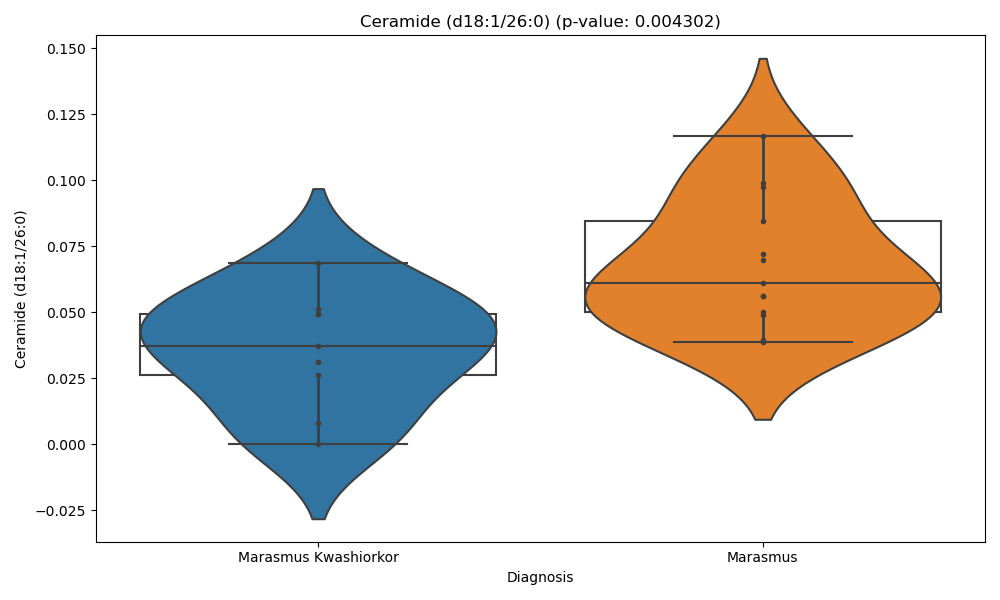 Ceramide (d18:1/26:0) (p-value: 0.004302)
0.150
0.125
0.100
0.075
0.050
0.025
0.000
−0.025
Ceramide (d18:1/26:0)
Marasmus Kwashiorkor
Marasmus
Diagnosis